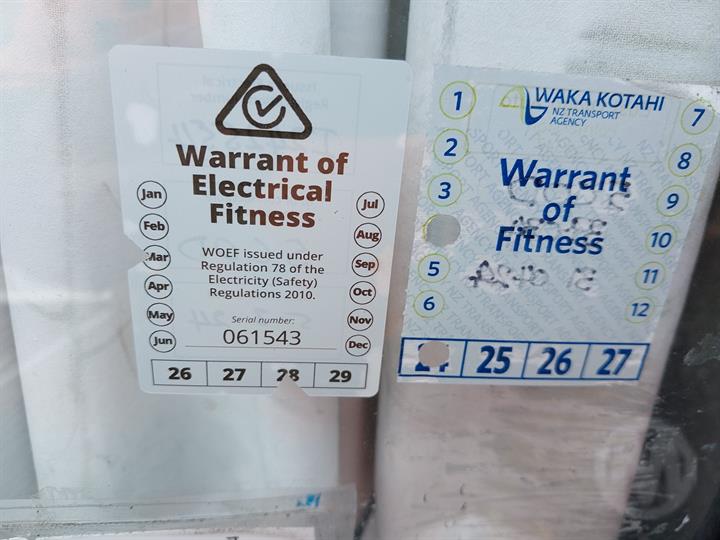 Warrant of
Electrical
Fitness
Jan
Feb
Mar
Apr
May
Jun
Jul
Aug
Sep
Oct
Nov
Dec
WOEF issued under
Regulation 78 of the
Electricity (Safety)
Regulations 2010.
Serial number:
061543
26 27 28 29
WAKA KOTAHI
NZ TRANSPORT
AGENCY
Warrant
of
Fitness
1
2
3
5
6
7
8
9
10
11
12
24 25 26 27